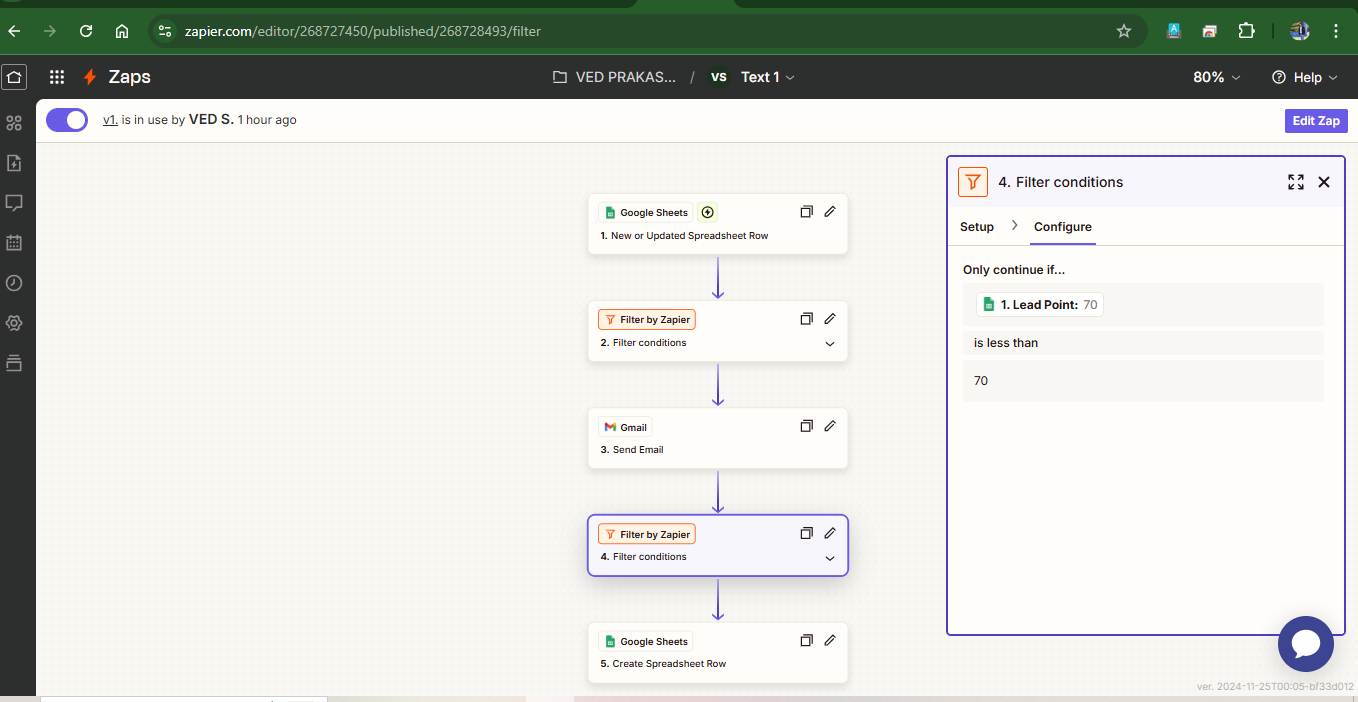 zapier.com/editor/268727450/published/268728493/filter
Zaps
VED PRAKAS... / VS Text 1
80%
Help
v1. is in use by VED S. 1 hour ago
Edit Zap
Google Sheets
1. New or Updated Spreadsheet Row
Filter by Zapier
2. Filter conditions
Gmail
3. Send Email
Filter by Zapier
4. Filter conditions
Google Sheets
5. Create Spreadsheet Row
4. Filter conditions
Setup
Configure
Only continue if...
1. Lead Point: 70
is less than
70
ver. 2024-11-25T00:05-bf33d012